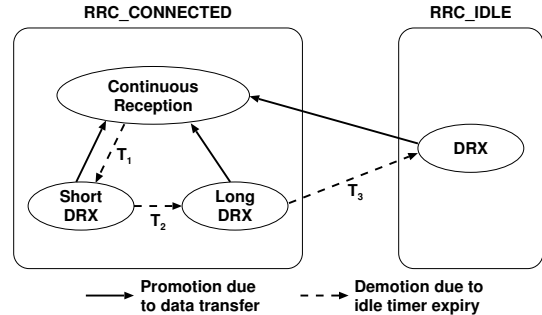 RRC_CONNECTED
RRC_IDLE
Continuous
Reception
T1
DRX
Short
DRX
T2
Long
DRX
T3
Promotion due
to data transfer
Demotion due to
idle timer expiry